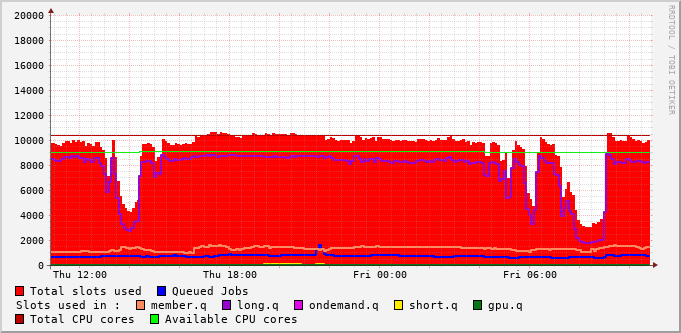 20000
18000
16000
14000
12000
10000
8000
6000
4000
2000
0
Thu 12:00 Thu 18:00 Fri 00:00 Fri 06:00
RRDTOOL / TOBI OETIKER
Total slots used Queued Jobs
Slots used in : member.q long.q ondemand.q short.q gpu.q
Total CPU cores Available CPU cores